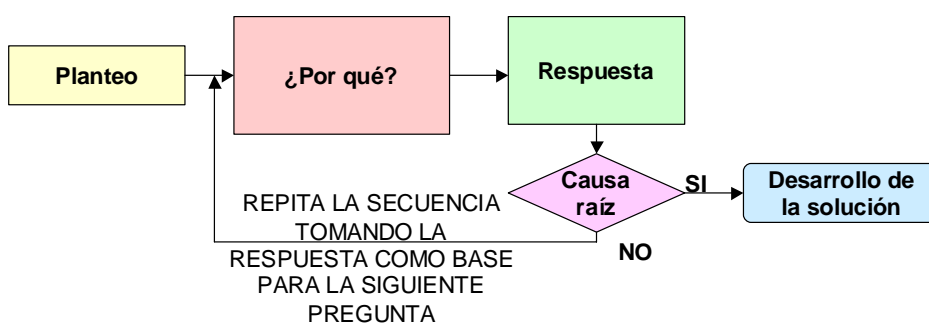 Planteo
¿Por qué?
Respuesta
Causa
raíz
SI
Desarrollo de
la solución
NO
REPITA LA SECUENCIA
TOMANDO LA
RESPUESTA COMO BASE
PARA LA SIGUIENTE
PREGUNTA